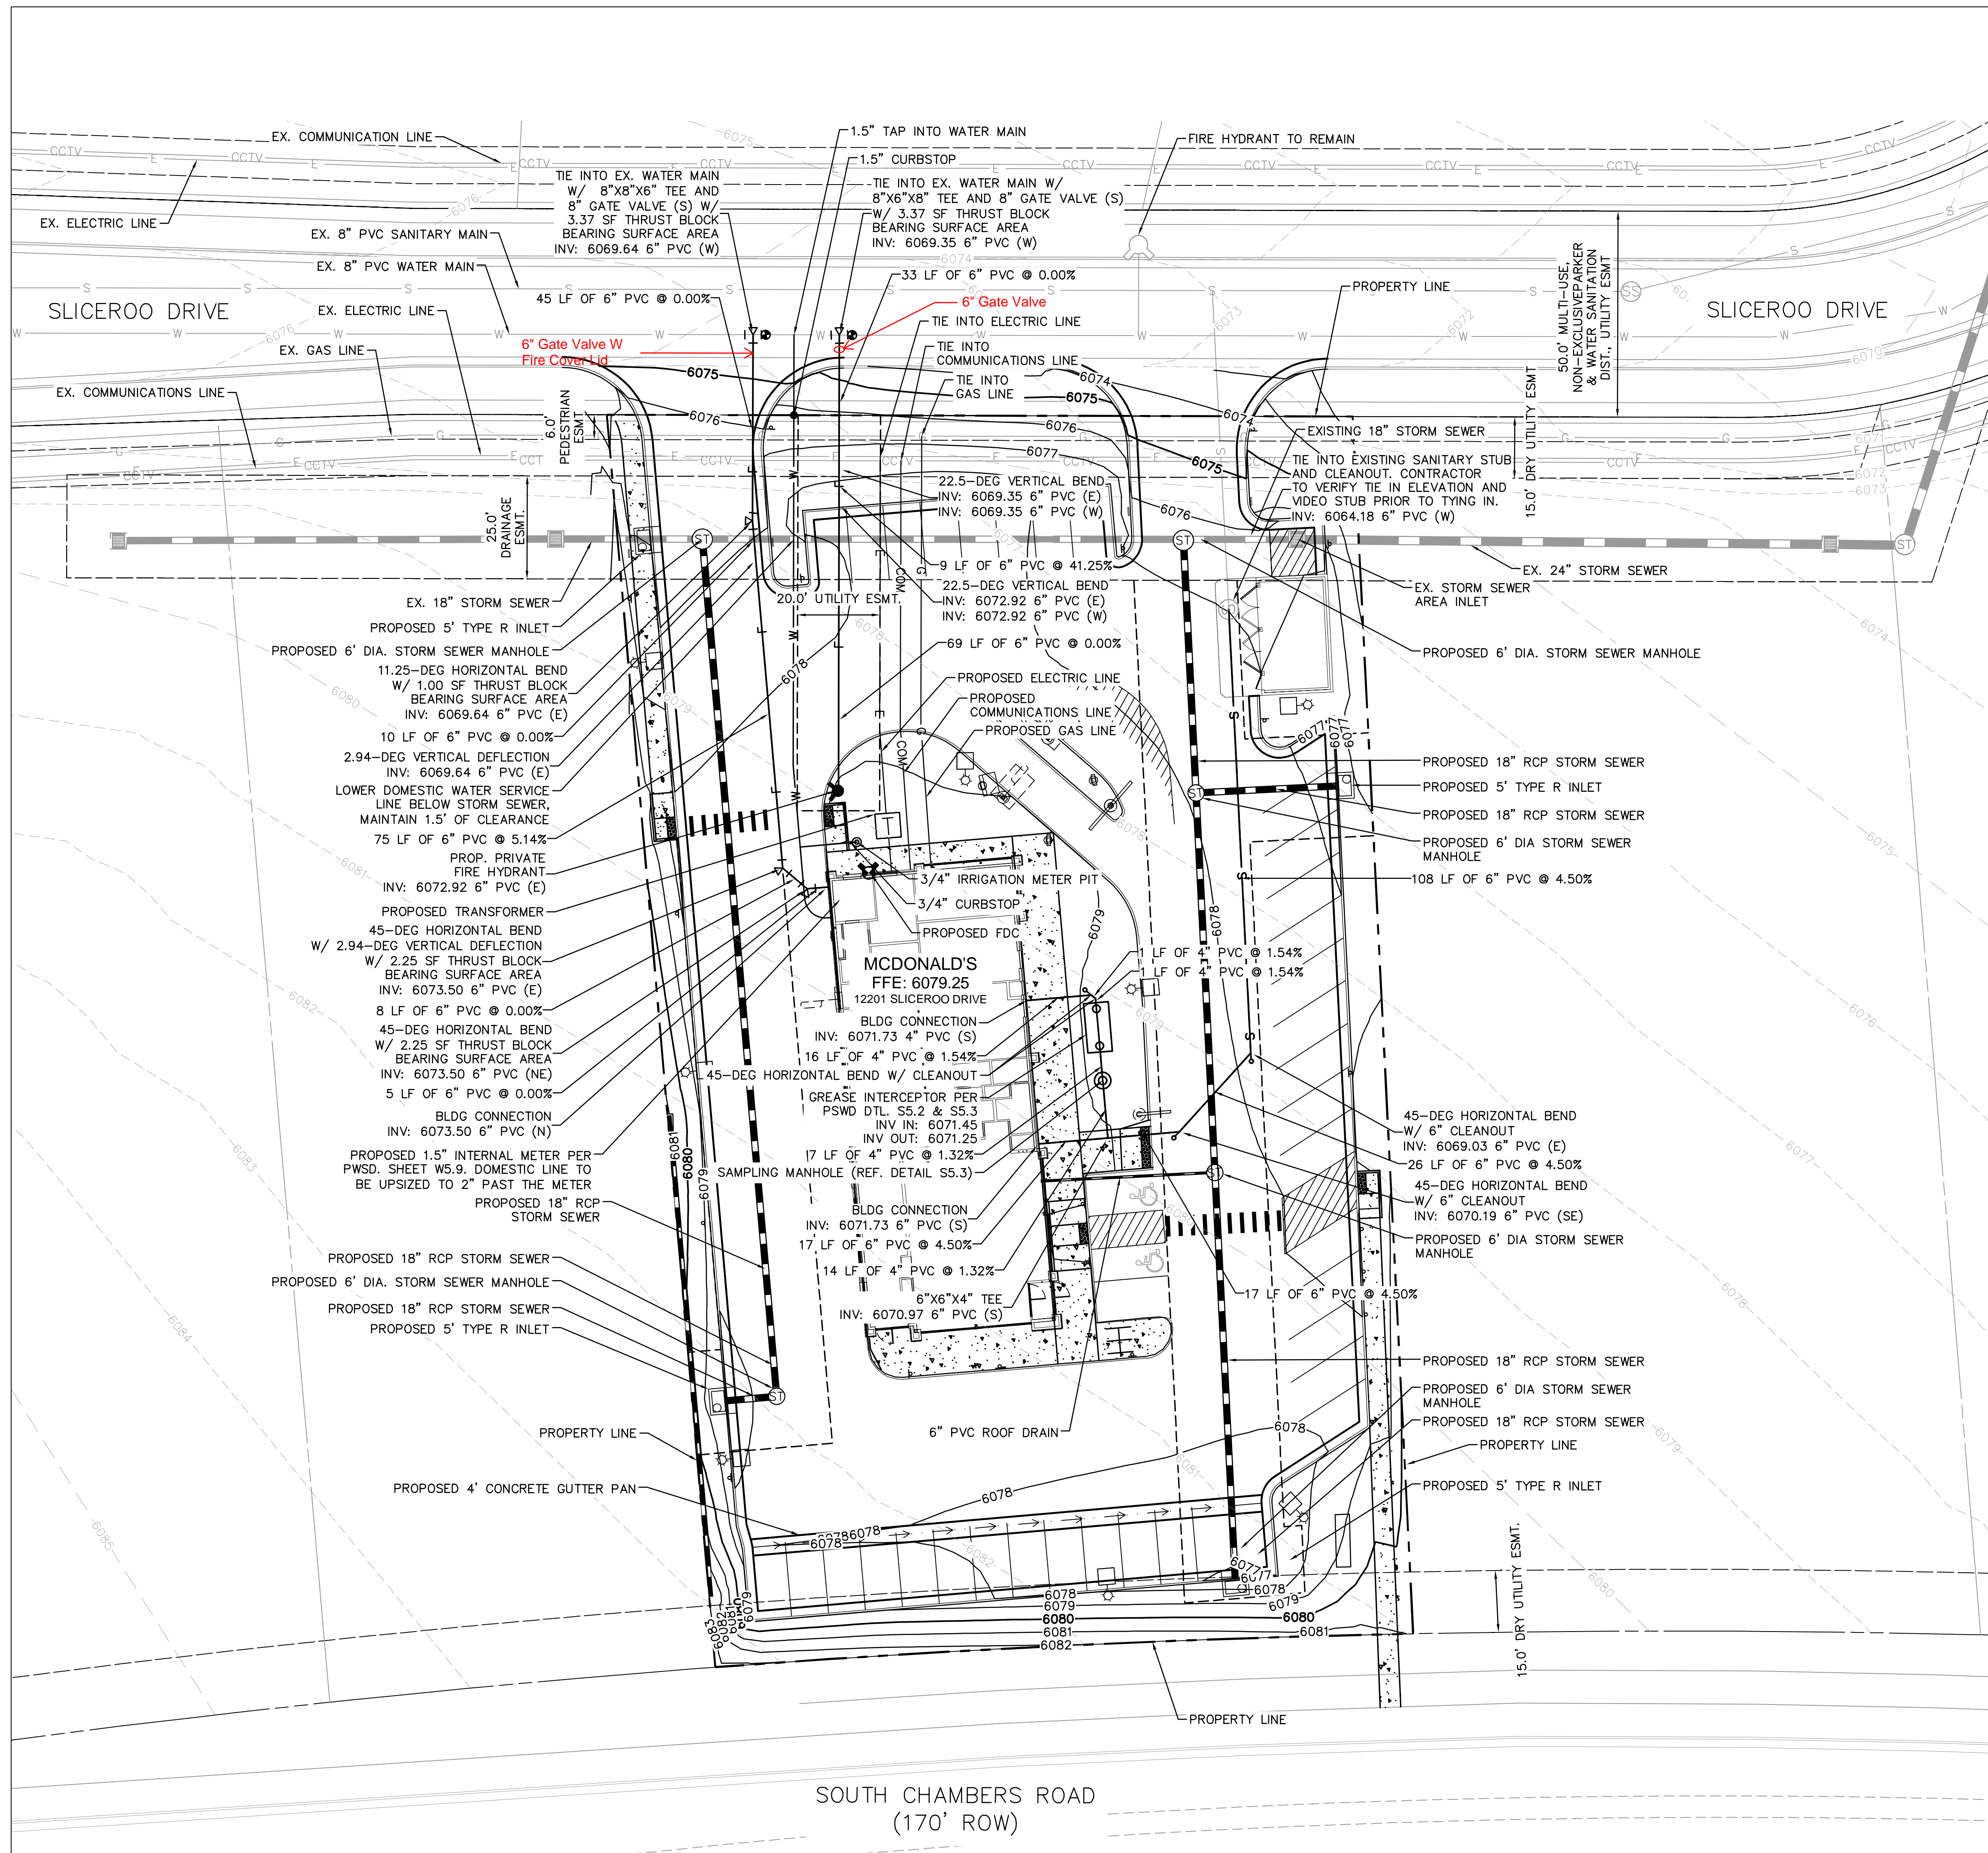 EX. COMMUNICATION LINE
EX. ELECTRIC LINE
EX. 8" PVC SANITARY MAIN
EX. 8" PVC WATER MAIN
SLICEROO DRIVE
EX. ELECTRIC LINE
EX. GAS LINE
EX. COMMUNICATIONS LINE
TIE INTO EX. WATER MAIN
W/ 8"X8"X6" TEE AND
8" GATE VALVE (S) W/
3.37 SF THRUST BLOCK
BEARING SURFACE AREA
INV: 6069.64 6" PVC (W)
45 LF OF 6" PVC @ 0.00%
6" Gate Valve W
Fire Cover Lid
1.5" TAP INTO WATER MAIN
1.5" CURBSTOP
TIE INTO EX. WATER MAIN W/
8"X6"X8" TEE AND 8" GATE VALVE (S)
W/ 3.37 SF THRUST BLOCK
BEARING SURFACE AREA
INV: 6069.35 6" PVC (W)
33 LF OF 6" PVC @ 0.00%
6" Gate Valve
TIE INTO ELECTRIC LINE
TIE INTO
COMMUNICATIONS LINE
TIE INTO
GAS LINE
FIRE HYDRANT TO REMAIN
PROPERTY LINE
50.0' MULTI-USE,
NON-EXCLUSIVEPARKER
& WATER SANITATION
DIST., UTILITY ESMT
SLICEROO DRIVE
15.0' DRY UTILITY ESMT
6.0'
PEDESTRIAN
ESMT
25.0'
DRAINAGE
ESMT.
EXISTING 18" STORM SEWER
TIE INTO EXISTING SANITARY STUB
AND CLEANOUT. CONTRACTOR
TO VERIFY TIE IN ELEVATION AND
VIDEO STUB PRIOR TO TYING IN.
INV: 6064.18 6" PVC (W)
22.5-DEG VERTICAL BEND
INV: 6069.35 6" PVC (E)
INV: 6069.35 6" PVC (W)
9 LF OF 6" PVC @ 41.25%
22.5-DEG VERTICAL BEND
INV: 6072.92 6" PVC (E)
INV: 6072.92 6" PVC (W)
20.0' UTILITY ESMT.
69 LF OF 6" PVC @ 0.00%
PROPOSED ELECTRIC LINE
PROPOSED
COMMUNICATIONS LINE
PROPOSED GAS LINE
EX. 18" STORM SEWER
PROPOSED 5' TYPE R INLET
PROPOSED 6' DIA. STORM SEWER MANHOLE
11.25-DEG HORIZONTAL BEND
W/ 1.00 SF THRUST BLOCK
BEARING SURFACE AREA
INV: 6069.64 6" PVC (E)
10 LF OF 6" PVC @ 0.00%
2.94-DEG VERTICAL DEFLECTION
INV: 6069.64 6" PVC (E)
LOWER DOMESTIC WATER SERVICE
LINE BELOW STORM SEWER,
MAINTAIN 1.5' OF CLEARANCE
75 LF OF 6" PVC @ 5.14%
PROP. PRIVATE
FIRE HYDRANT
INV: 6072.92 6" PVC (E)
PROPOSED TRANSFORMER
45-DEG HORIZONTAL BEND
W/ 2.94-DEG VERTICAL DEFLECTION
W/ 2.25 SF THRUST BLOCK
BEARING SURFACE AREA
INV: 6073.50 6" PVC (E)
8 LF OF 6" PVC @ 0.00%
45-DEG HORIZONTAL BEND
W/ 2.25 SF THRUST BLOCK
BEARING SURFACE AREA
INV: 6073.50 6" PVC (NE)
5 LF OF 6" PVC @ 0.00%
BLDG CONNECTION
INV: 6073.50 6" PVC (N)
PROPOSED 1.5" INTERNAL METER PER
PWSD. SHEET W5.9. DOMESTIC LINE TO
BE UPSIZED TO 2" PAST THE METER
PROPOSED 18" RCP
STORM SEWER
PROPOSED 18" RCP STORM SEWER
PROPOSED 6' DIA. STORM SEWER MANHOLE
PROPOSED 18" RCP STORM SEWER
PROPOSED 5' TYPE R INLET
PROPERTY LINE
PROPOSED 4' CONCRETE GUTTER PAN
3/4" IRRIGATION METER PIT
3/4" CURBSTOP
PROPOSED FDC
MCDONALD'S
FFE: 6079.25
12201 SLICEROO DRIVE
1 LF OF 4" PVC @ 1.54%
1 LF OF 4" PVC @ 1.54%
BLDG CONNECTION
INV: 6071.73 4" PVC (S)
16 LF OF 4" PVC @ 1.54%
45-DEG HORIZONTAL BEND W/ CLEANOUT
GREASE INTERCEPTOR PER
PSWD DTL. S5.2 & S5.3
INV IN: 6071.45
INV OUT: 6071.25
17 LF OF 4" PVC @ 1.32%
SAMPLING MANHOLE (REF. DETAIL S5.3)
BLDG CONNECTION
INV: 6071.73 6" PVC (S)
17 LF OF 6" PVC @ 4.50%
14 LF OF 4" PVC @ 1.32%
6"X6"X4" TEE
INV: 6070.97 6" PVC (S)
6" PVC ROOF DRAIN
EX. 24" STORM SEWER
EX. STORM SEWER
AREA INLET
PROPOSED 6' DIA. STORM SEWER MANHOLE
PROPOSED 18" RCP STORM SEWER
PROPOSED 5' TYPE R INLET
PROPOSED 18" RCP STORM SEWER
PROPOSED 6' DIA STORM SEWER
MANHOLE
108 LF OF 6" PVC @ 4.50%
45-DEG HORIZONTAL BEND
W/ 6" CLEANOUT
INV: 6069.03 6" PVC (E)
26 LF OF 6" PVC @ 4.50%
45-DEG HORIZONTAL BEND
W/ 6" CLEANOUT
INV: 6070.19 6" PVC (SE)
PROPOSED 6' DIA STORM SEWER
MANHOLE
17 LF OF 6" PVC @ 4.50%
PROPOSED 18" RCP STORM SEWER
PROPOSED 6' DIA STORM SEWER
MANHOLE
PROPOSED 18" RCP STORM SEWER
PROPERTY LINE
PROPOSED 5' TYPE R INLET
15.0' DRY UTILITY ESMT.
PROPERTY LINE
SOUTH CHAMBERS ROAD
(170' ROW)